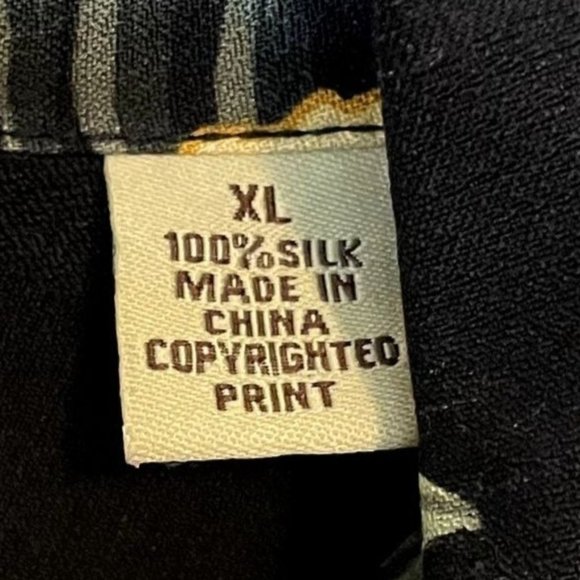 XL
100% SILK
MADE IN
CHINA
COPYRIGHTED
PRINT